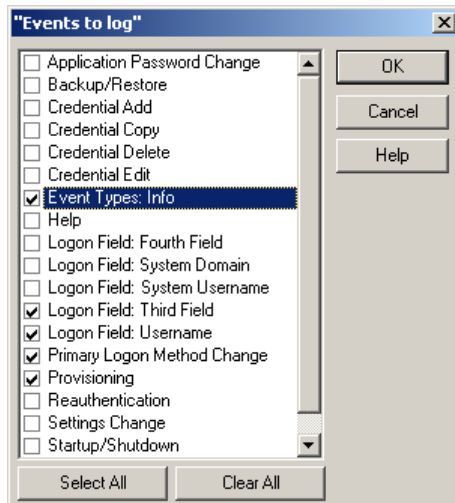 "Events to log"
Application Password Change
Backup/Restore
Credential Add
Credential Copy
Credential Delete
Credential Edit
Event Types: Info
Help
Logon Field: Fourth Field
Logon Field: System Domain
Logon Field: System Username
Logon Field: Third Field
Logon Field: Username
Primary Logon Method Change
Provisioning
Reauthentication
Settings Change
Startup/Shutdown
OK
Cancel
Help
Select All
Clear All